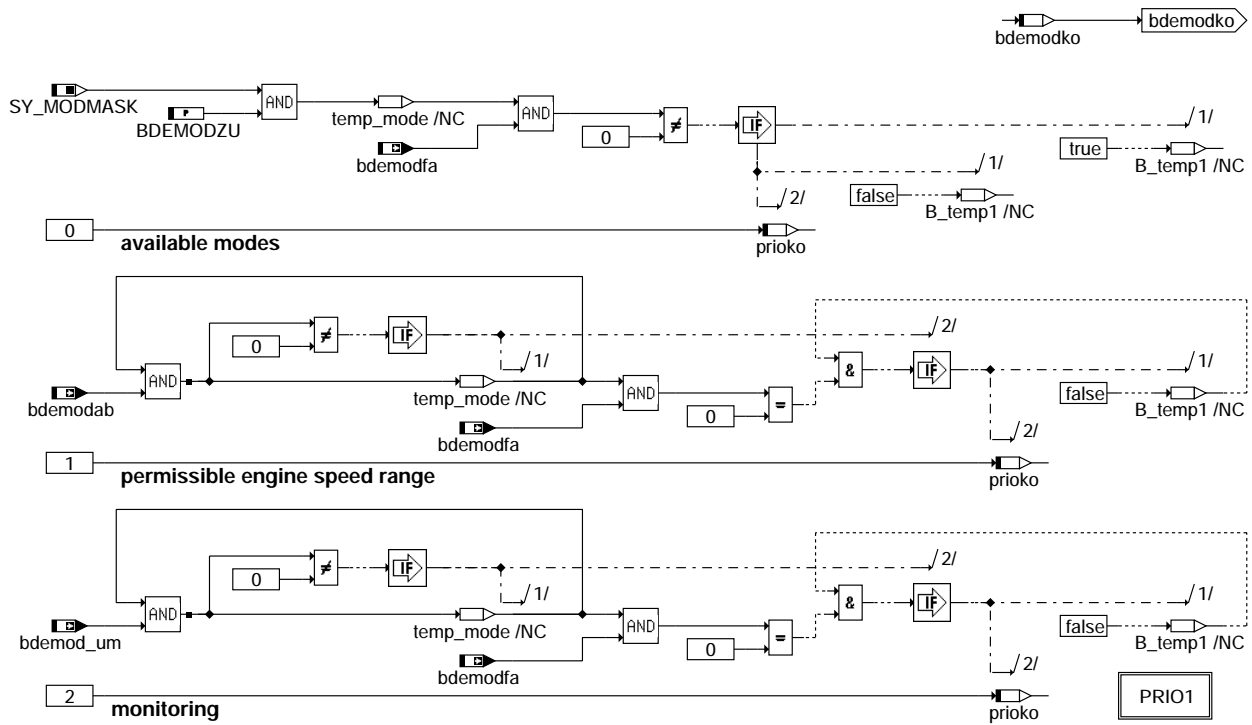 bdemodko
bdemodko
SY_MODMASK
P
BDEMODZU
AND
temp_mode /NC
AND
bdemodfa
0
≠
IF
/1/
true
B_temp1 /NC
/1/
/2/
false
B_temp1 /NC
0
available modes
prioko
≠
0
IF
/2/
/1/
AND
bdemodab
temp_mode /NC
AND
bdemodfa
0
=
&
IF
/1/
false
B_temp1 /NC
/2/
1
permissible engine speed range
prioko
≠
0
IF
/2/
/1/
AND
bdemod_um
temp_mode /NC
AND
bdemodfa
0
=
&
IF
/1/
false
B_temp1 /NC
/2/
2
monitoring
prioko
PRIO1